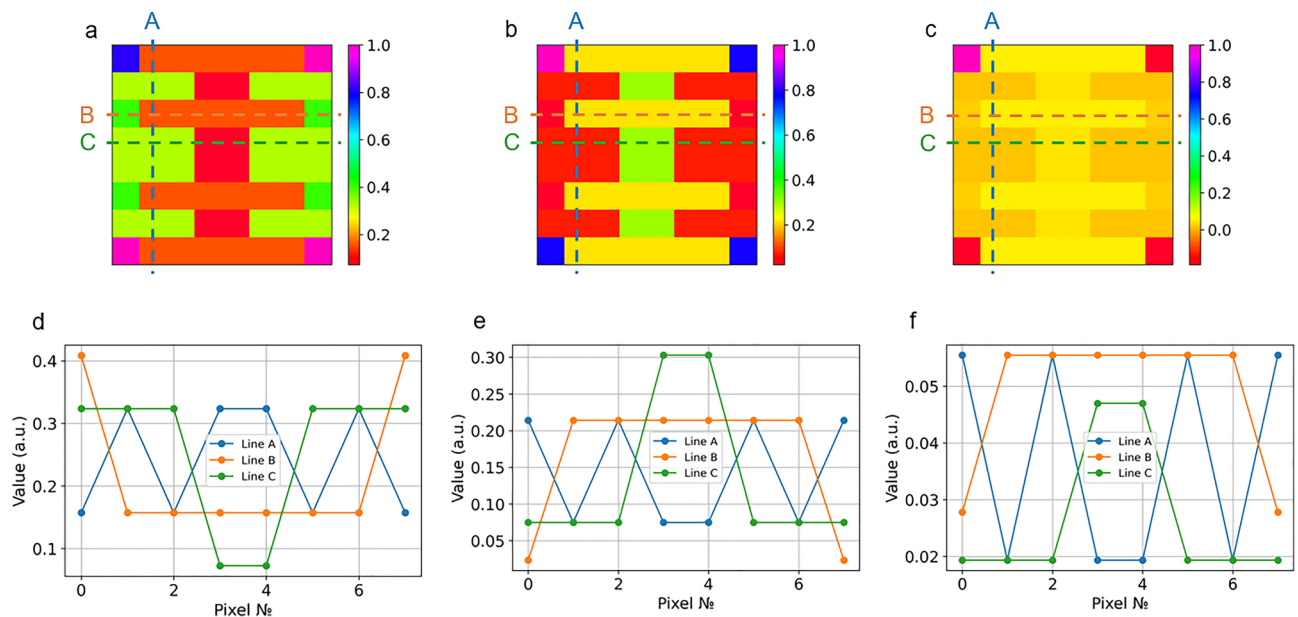 a
A
1.0
0.8
0.6
0.4
0.2
B
C
b
A
1.0
0.8
0.6
0.4
0.2
B
C
c
A
1.0
0.8
0.6
0.4
0.2
0.0
B
C
d
0.4
0.3
0.2
0.1
Value (a.u.)
Line A
Line B
Line C
0 2 4 6
Pixel №
e
0.30
0.25
0.20
0.15
0.10
0.05
Value (a.u.)
Line A
Line B
Line C
0 2 4 6
Pixel №
f
0.05
0.04
0.03
0.02
Value (a.u.)
Line A
Line B
Line C
0 2 4 6
Pixel №